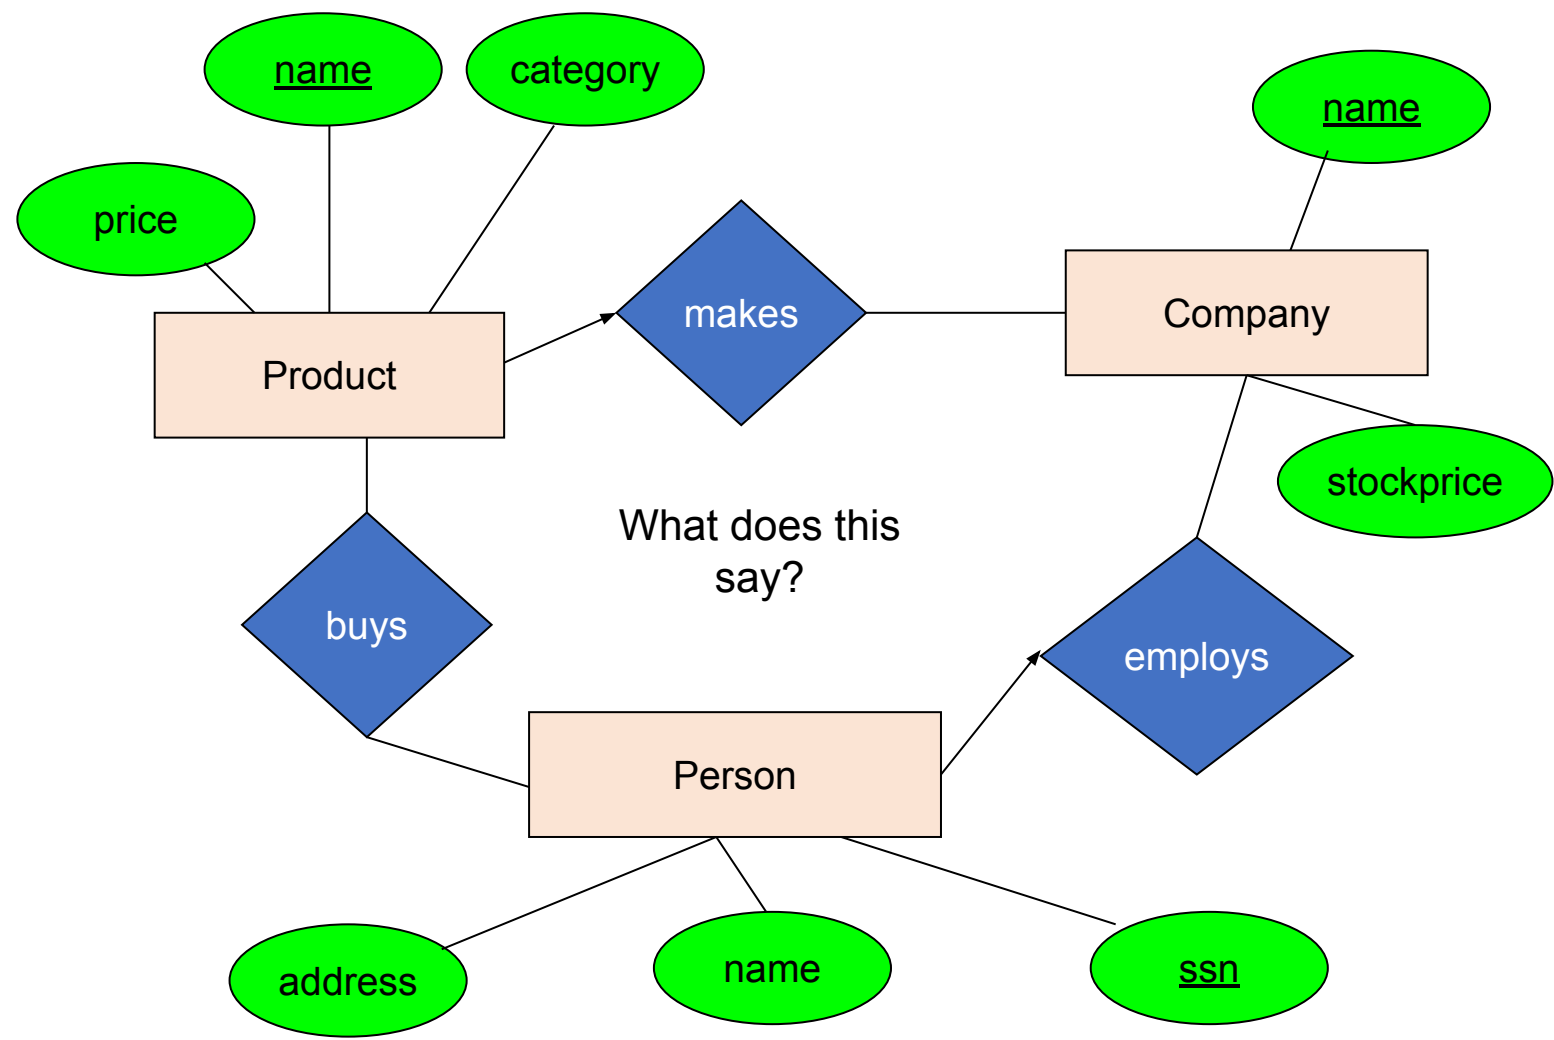 name
category
name
price
makes
Company
Product
stockprice
What does this
say?
buys
employs
Person
address
name
ssn